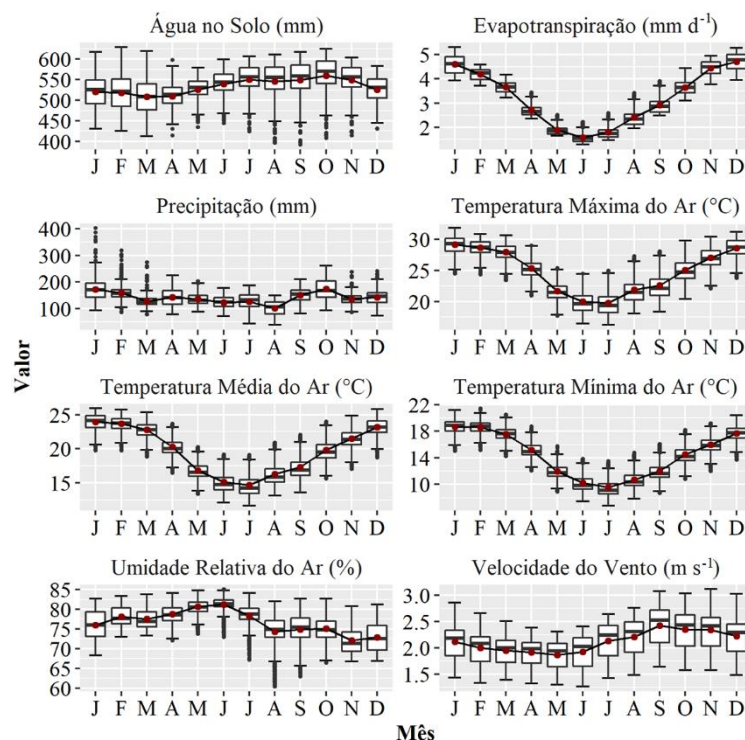 Água no Solo (mm)
600
550
500
450
400
J F M A M J J A S O N D
Evapotranspiração (mm d-1)
5
4
3
2
J F M A M J J A S O N D
Precipitação (mm)
400
300
200
100
J F M A M J J A S O N D
Temperatura Máxima do Ar (°C)
30
25
20
J F M A M J J A S O N D
Valor
Temperatura Média do Ar (°C)
25
20
15
J F M A M J J A S O N D
Temperatura Mínima do Ar (°C)
22
18
14
10
J F M A M J J A S O N D
Umidade Relativa do Ar (%)
85
80
75
70
65
60
J F M A M J J A S O N D
Velocidade do Vento (m s-1)
3.0
2.5
2.0
1.5
J F M A M J J A S O N D
Mês